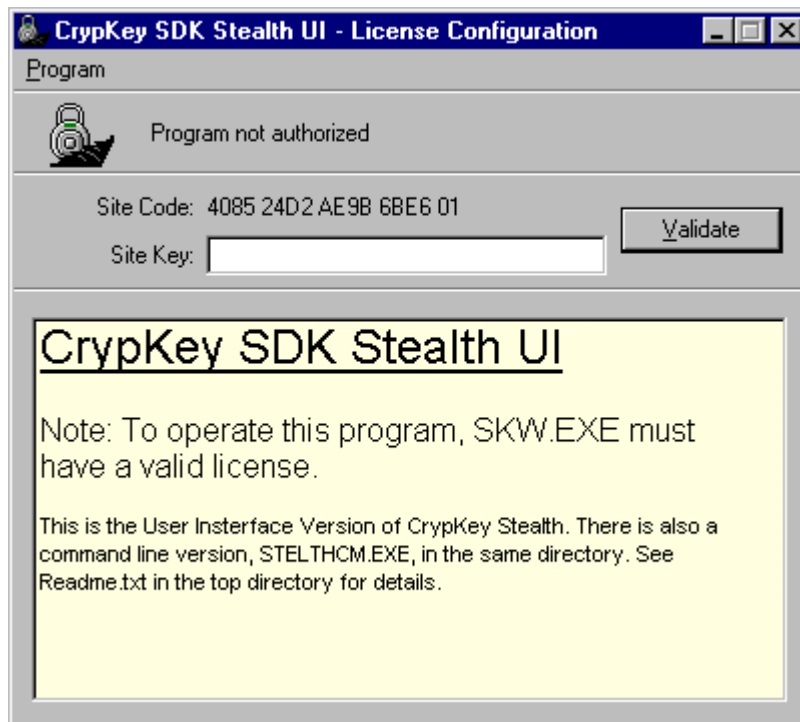 CrypKey SDK Stealth UI - License Configuration
Program
Program not authorized
Site Code: 4085 24D2 AE9B 6BE6 01
Validate
Site Key:
CrypKey SDK Stealth UI
Note: To operate this program, SKW.EXE must
have a valid license.
This is the User Insterface Version of CrypKey Stealth. There is also a
command line version, STELTHCM.EXE, in the same directory. See
Readme.txt in the top directory for details.